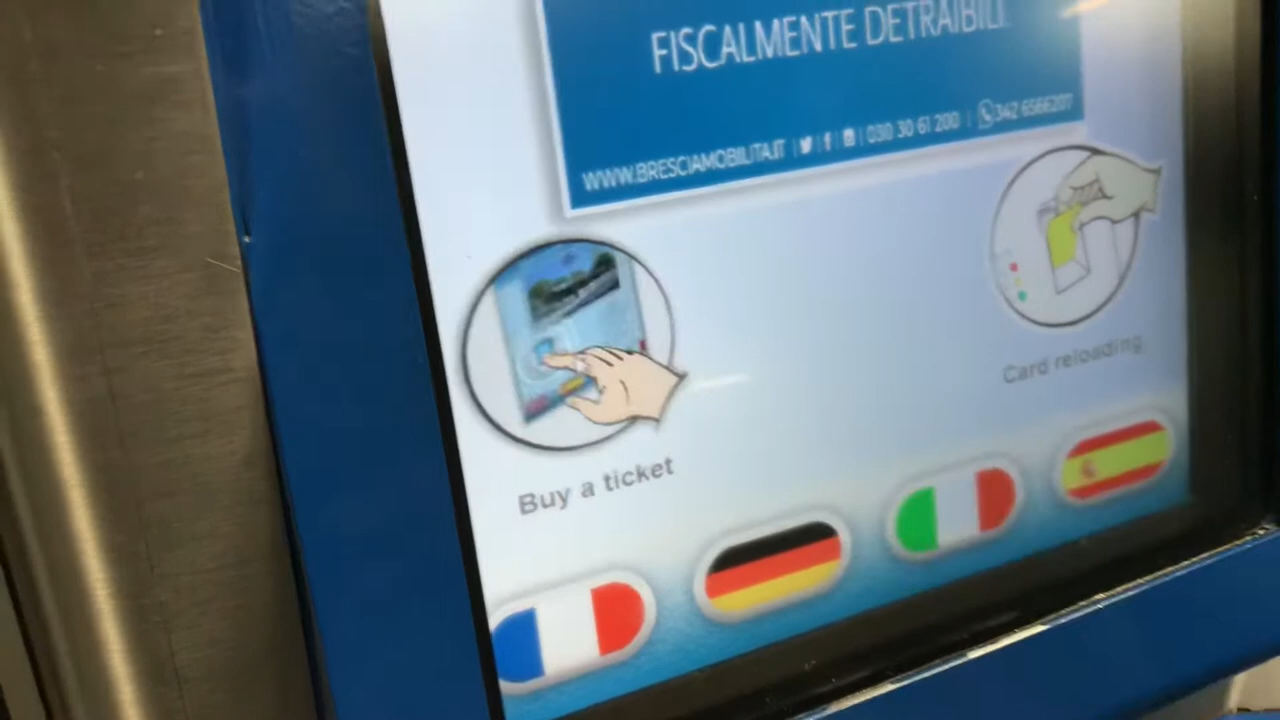 FISCALMENTE DETRAIBILI
WWW.BRESCIAMOBILITA.IT | | | | 030 30 61 200 | 342 6566207
Card reloading
Buy a ticket